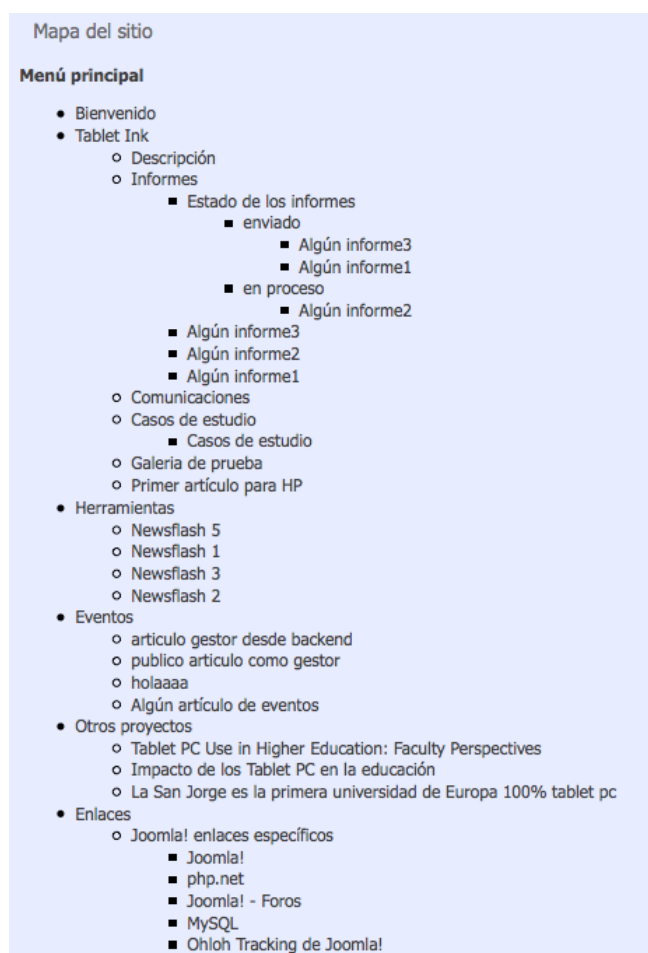 Mapa del sitio
Menú principal
Bienvenido
Tablet Ink
Descripción
Informes
Estado de los informes
enviado
Algún informe3
Algún informe1
en proceso
Algún informe2
Algún informe3
Algún informe2
Algún informe1
Comunicaciones
Casos de estudio
Casos de estudio
Galeria de prueba
Primer artículo para HP
Herramientas
Newsflash 5
Newsflash 1
Newsflash 3
Newsflash 2
Eventos
articulo gestor desde backend
publico articulo como gestor
holaaaa
Algún artículo de eventos
Otros proyectos
Tablet PC Use in Higher Education: Faculty Perspectives
Impacto de los Tablet PC en la educación
La San Jorge es la primera universidad de Europa 100% tablet pc
Enlaces
Joomla! enlaces específicos
Joomla!
php.net
Joomla! - Foros
MySQL
Ohloh Tracking de Joomla!